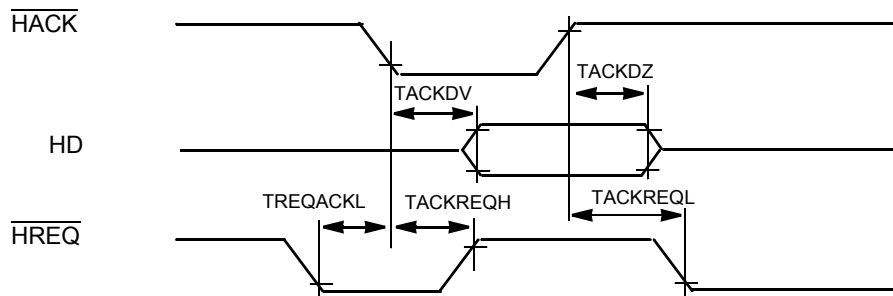 HACK
TACKDZ
TACKDV
HD
TREQACKL TACKREQH TACKREQL
HREQ